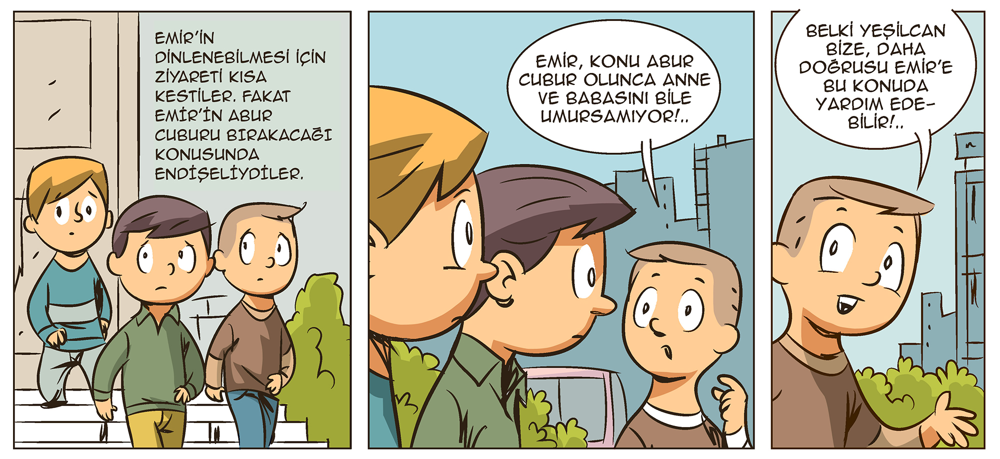 EMİR'İN
DİNLENEBİLMESİ İÇİN
ZİYARETİ KISA
KESTİLER. FAKAT
EMİR'İN ABUR
CUBURU BIRAKACAĞI
KONUSUNDA
ENDİŞELİYDİLER.
EMİR, KONU ABUR
CUBUR OLUNCA ANNE
VE BABASINI BİLE
UMURSAMIYOR!..
BELKİ YEŞİLCAN
BİZE, DAHA
DOĞRUSU EMİR'E
BU KONUDA
YARDIM EDE-
BİLİR!..